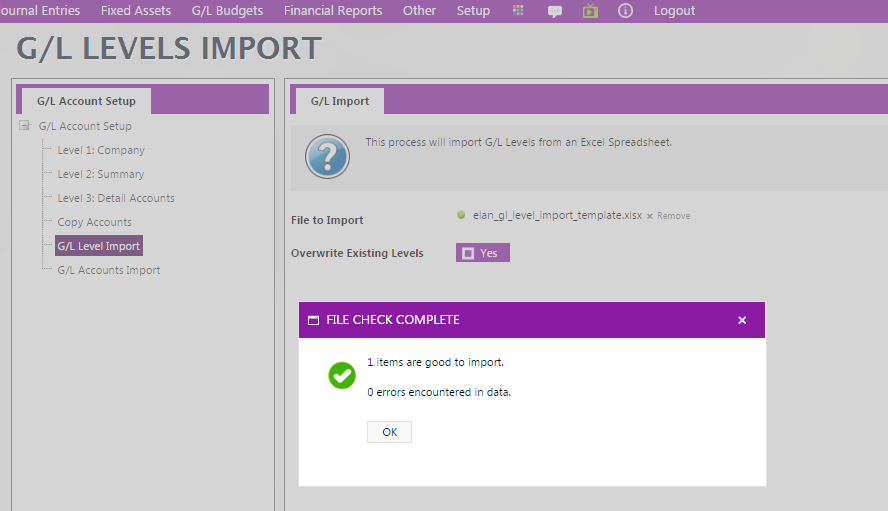 ournal Entries Fixed Assets G/L Budgets Financial Reports Other Setup Logout
G/L LEVELS IMPORT
G/L Account Setup
G/L Account Setup
Level 1: Company
Level 2: Summary
Level 3: Detail Accounts
Copy Accounts
G/L Level Import
G/L Accounts Import
G/L Import
This process will import G/L Levels from an Excel Spreadsheet.
File to Import elan_gl_level_import_template.xlsx × Remove
Overwrite Existing Levels Yes
FILE CHECK COMPLETE ×
1 items are good to import.
0 errors encountered in data.
OK